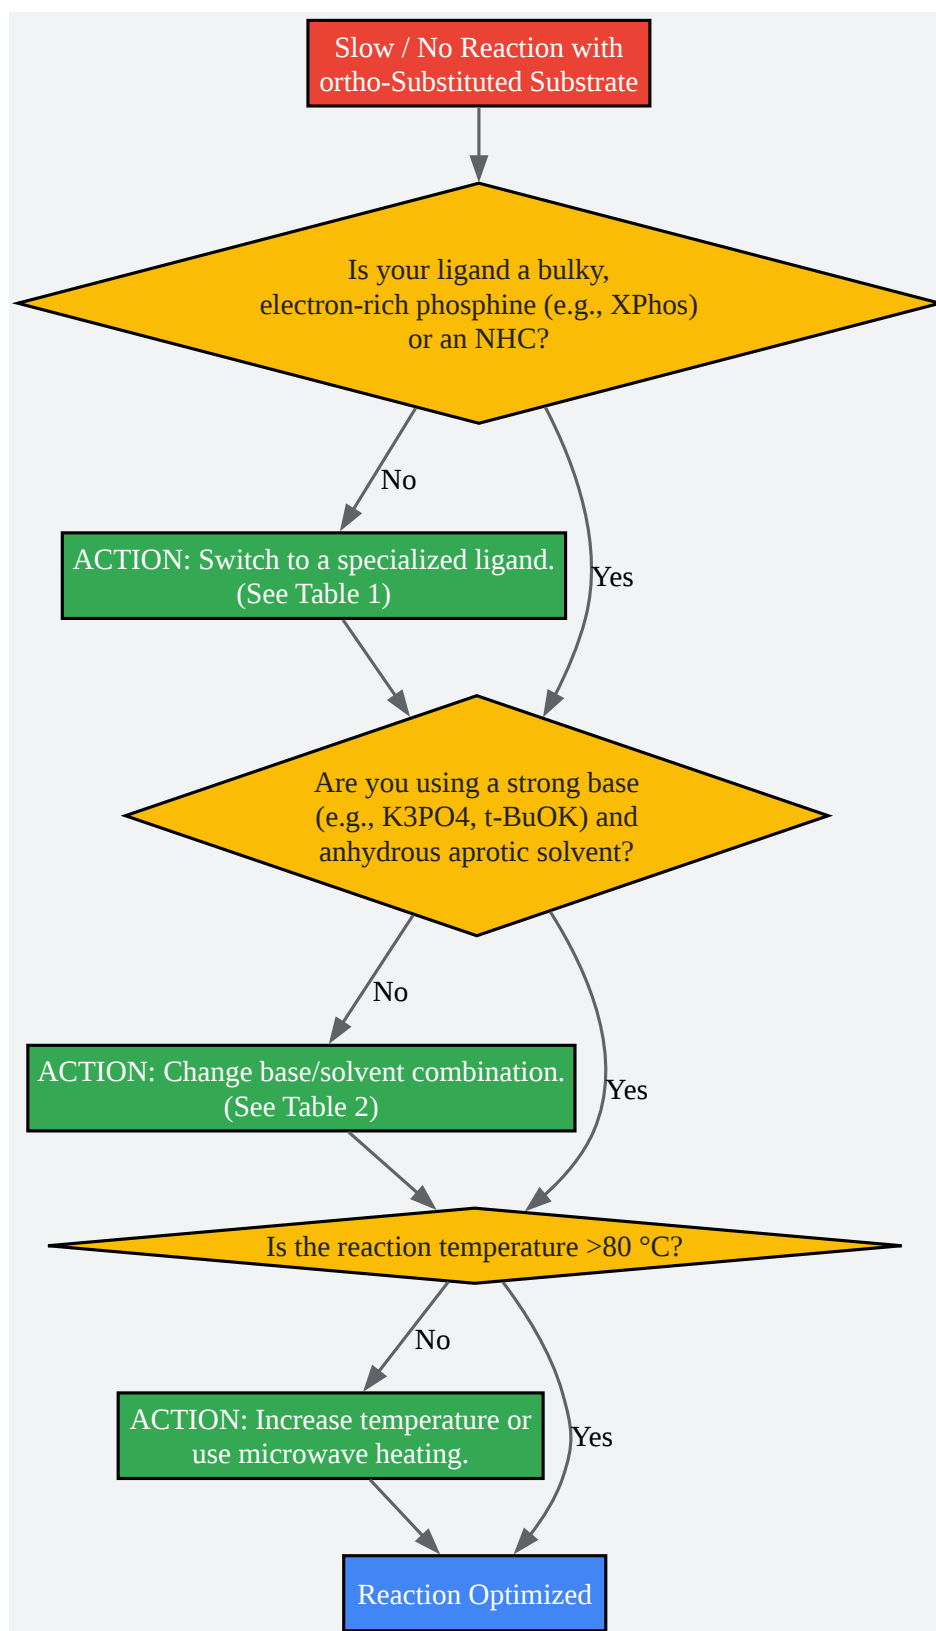 Slow / No Reaction with
ortho-Substituted Substrate
Is your ligand a bulky,
electron-rich phosphine (e.g., XPhos)
or an NHC?
No
ACTION: Switch to a specialized ligand.
(See Table 1)
Yes
Are you using a strong base
(e.g., K3PO4, t-BuOK) and
anhydrous aprotic solvent?
No
ACTION: Change base/solvent combination.
(See Table 2)
Yes
Is the reaction temperature >80 °C?
No
ACTION: Increase temperature or
use microwave heating.
Yes
Reaction Optimized